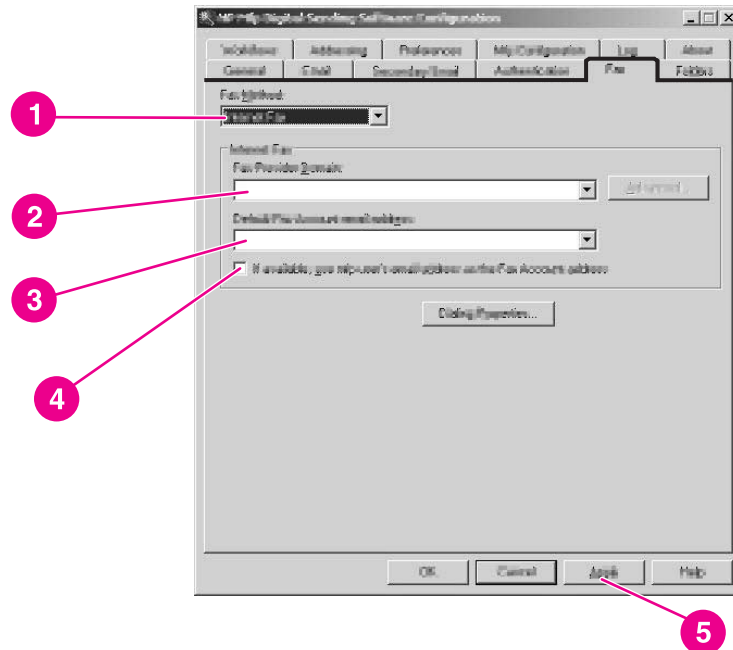 HP Mfp Digital Sending Software Configuration
Workflows Addressing Preferences Mfp Configuration Log About
General Email Secondary Email Authentication Fax Folders
Fax Method:
1
Internet Fax
Internet Fax
Fax Provider Domain:
2
Advanced...
Default Fax Account email address:
3
If available, use mfp user's email address as the Fax Account address
4
Dialing Properties...
OK Cancel Apply Help
5